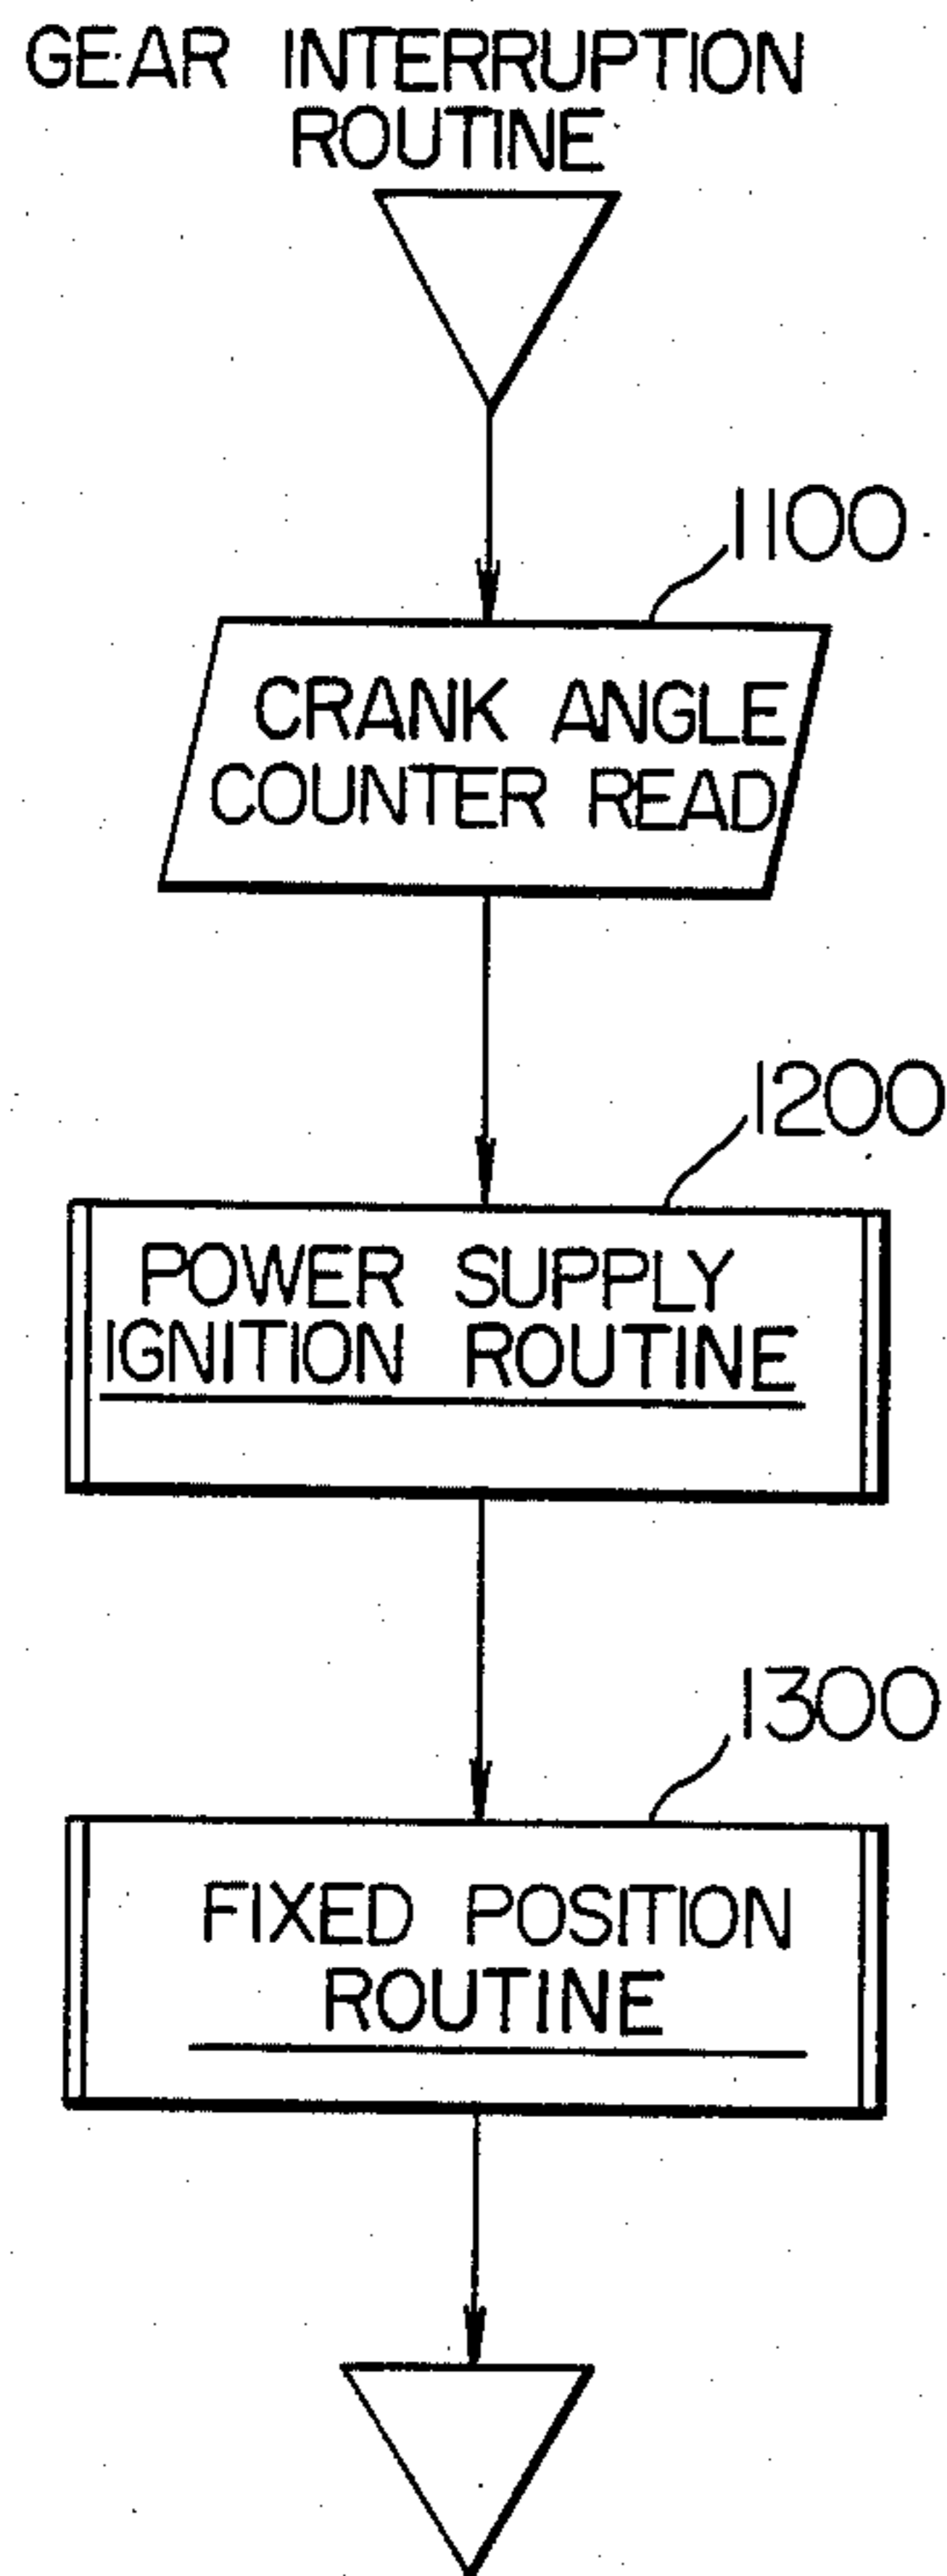 GEAR INTERRUPTION
ROUTINE
1100
CRANK ANGLE
COUNTER READ
1200
POWER SUPPLY
IGNITION ROUTINE
1300
FIXED POSITION
ROUTINE